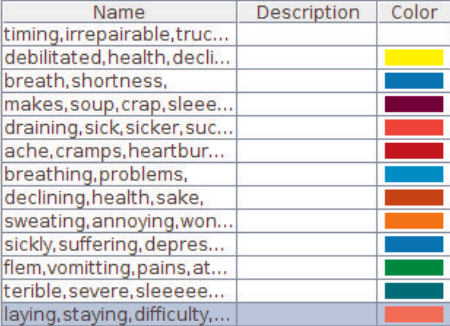 Name Description Color
timing,irrepairable,truc...
debilitated,health,decli...
breath,shortness,
makes,soup,crap,sleee...
draining,sick,sicker,suc...
ache,cramps,heartbur...
breathing,problems,
declining,health,sake,
sweating,annoying,won...
sickly,suffering,depres...
flem,vomitting,pains,at...
terible,severe,sleeeee...
laying,staying,difficulty,...